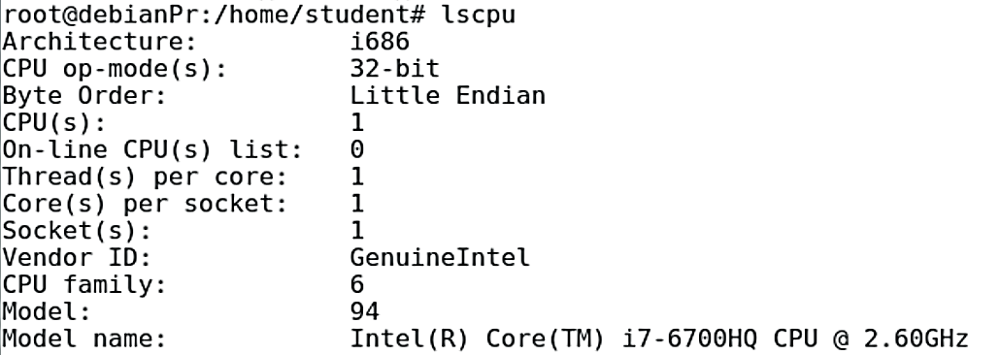 root@debianPr:/home/student# lscpu
Architecture:          i686
CPU op-mode(s):        32-bit
Byte Order:            Little Endian
CPU(s):                1
On-line CPU(s) list:   0
Thread(s) per core:    1
Core(s) per socket:    1
Socket(s):             1
Vendor ID:             GenuineIntel
CPU family:            6
Model:                 94
Model name:            Intel(R) Core(TM) i7-6700HQ CPU @ 2.60GHz